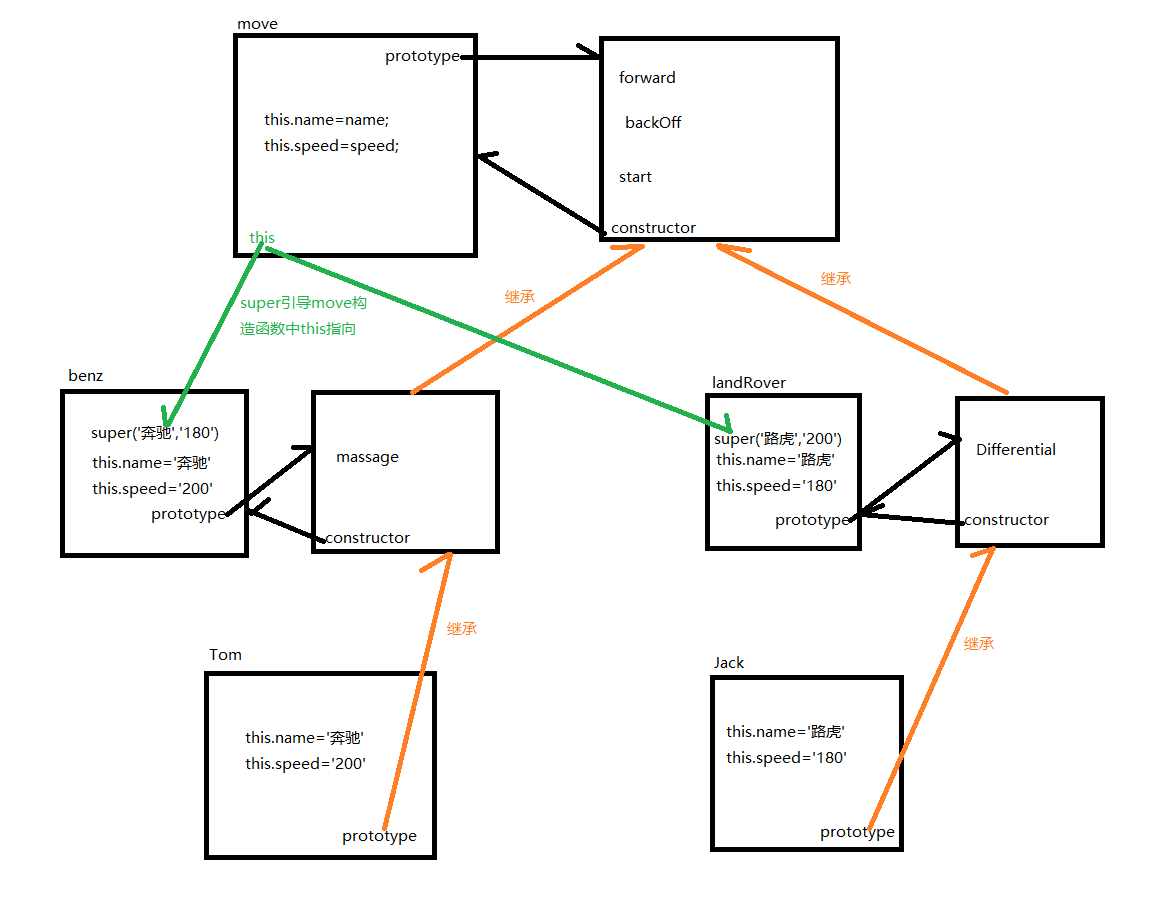 move
prototype
this.name=name;
this.speed=speed;
this
forward
backOff
start
constructor
super引导move构
造函数中this指向
继承
继承
benz
super('奔驰','180')
this.name='奔驰'
this.speed='200'
prototype
massage
constructor
landRover
super('路虎','200')
this.name='路虎'
this.speed='180'
prototype
Differential
constructor
继承
继承
Tom
this.name='奔驰'
this.speed='200'
prototype
Jack
this.name='路虎'
this.speed='180'
prototype